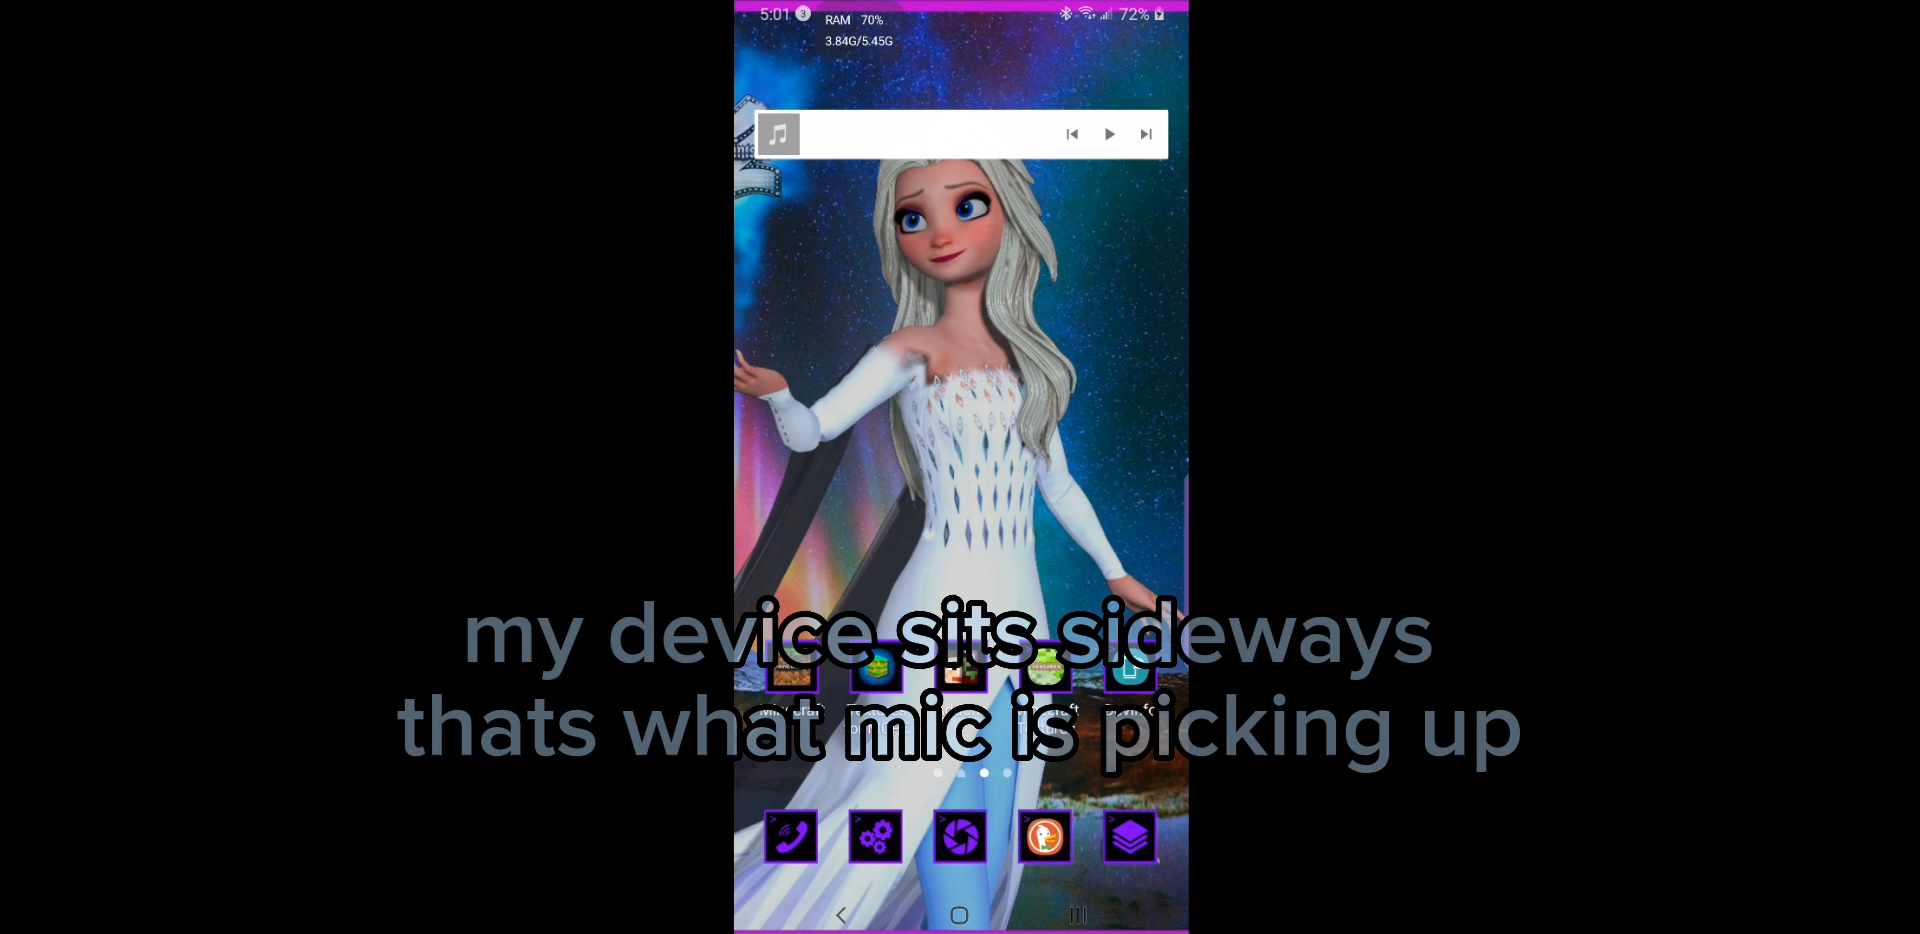 5:01 3 RAM 70% 72%
3.84G/5.45G
my device sits sideways
thats what mic is picking up